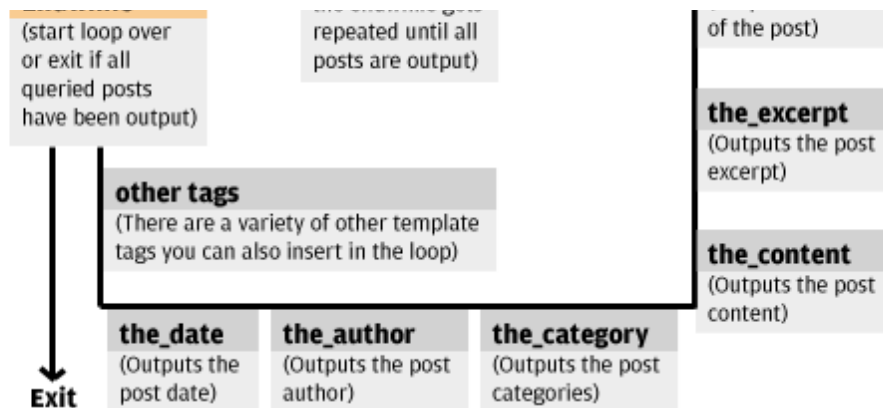 (start loop over
or exit if all
queried posts
have been output)
repeated until all
posts are output)
of the post)
the_excerpt
(Outputs the post
excerpt)
other tags
(There are a variety of other template
tags you can also insert in the loop)
the_content
(Outputs the post
content)
the_date
(Outputs the
post date)
the_author
(Outputs the post
author)
the_category
(Outputs the post
categories)
Exit